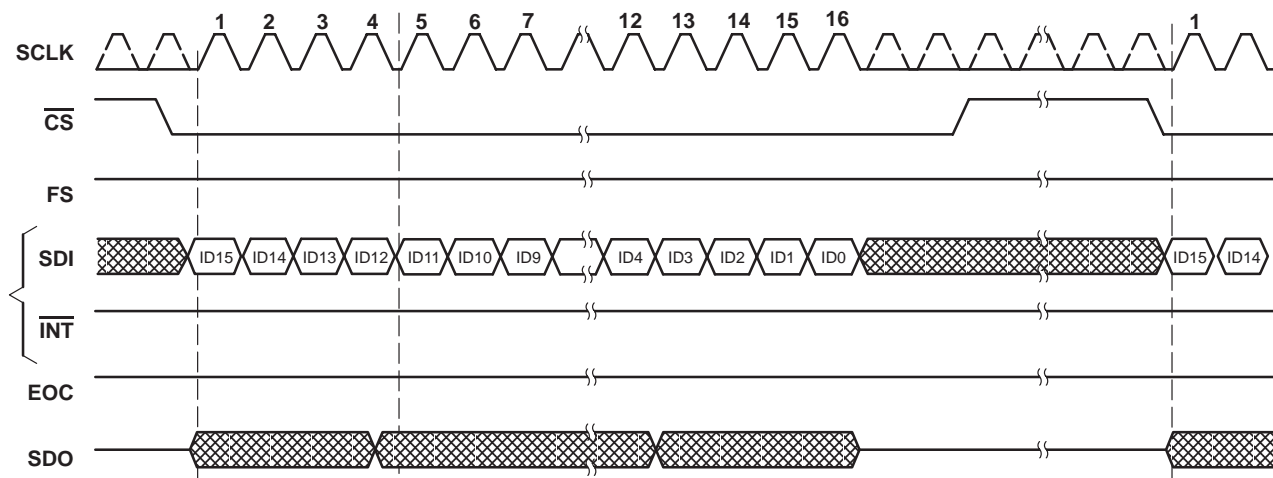 1 2 3 4 5 6 7 12 13 14 15 16 1
SCLK
CS
FS
SDI ID15 ID14 ID13 ID12 ID11 ID10 ID9 ID4 ID3 ID2 ID1 ID0 ID15 ID14
INT
EOC
SDO